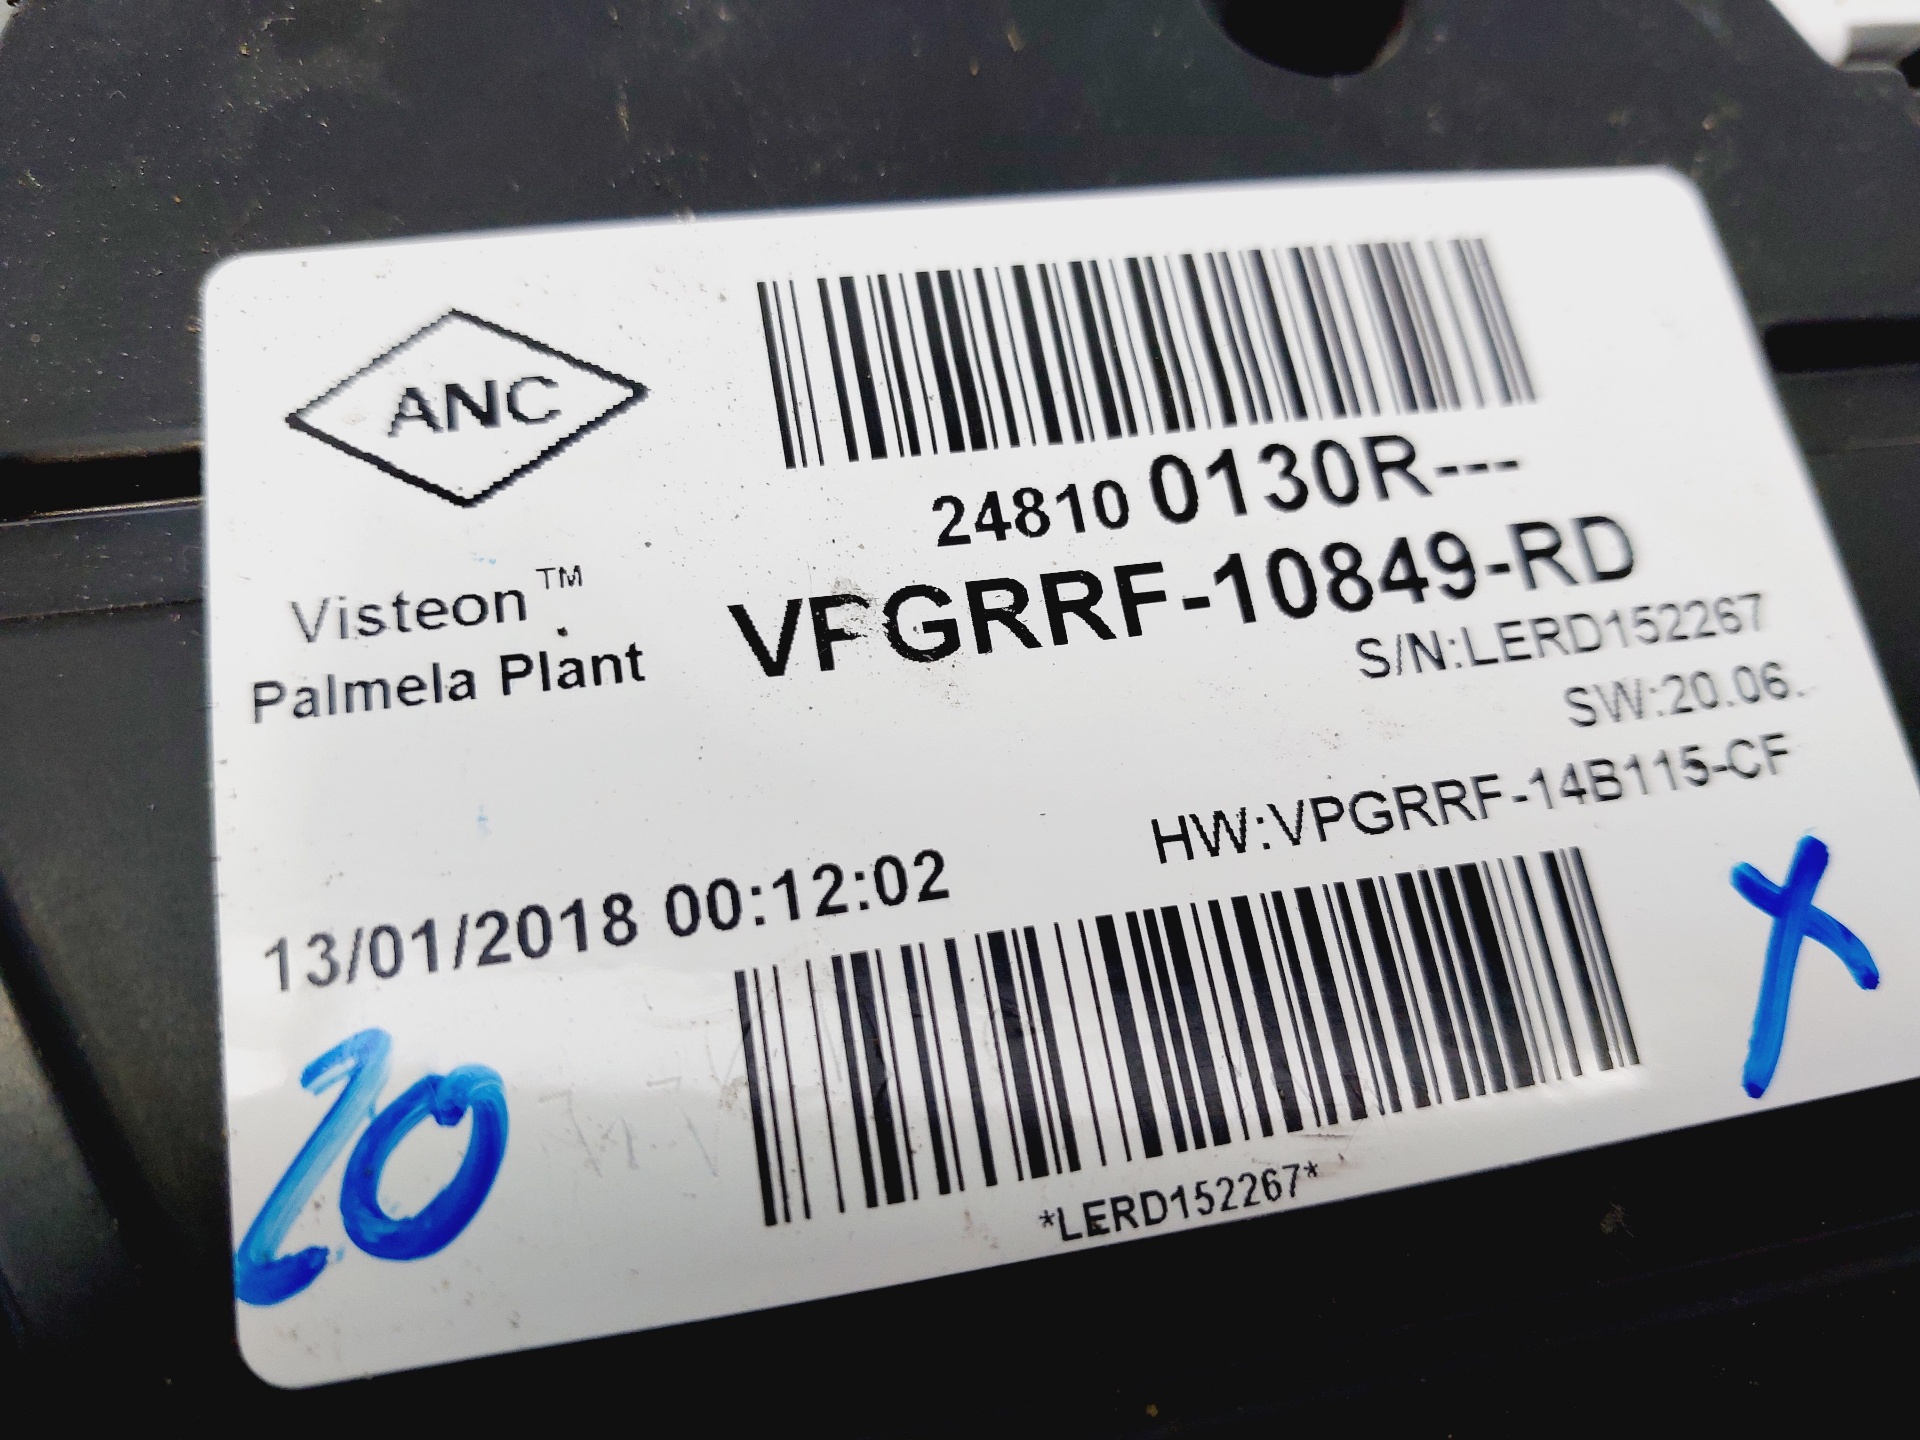 ANC
24810 0130R---
Visteon™
Palmela Plant
VPGRRF-10849-RD
S/N:LERD152267
SW:20.06.
HW:VPGRRF-14B115-CF
13/01/2018 00:12:02
20
X
*LERD152267*